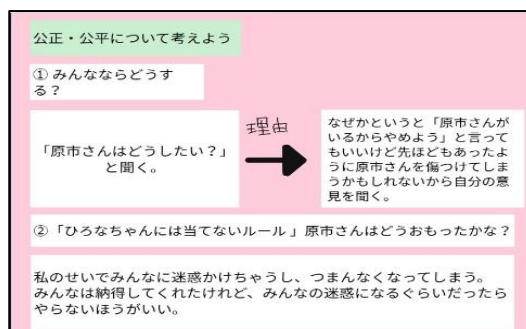 公正・公平について考えよう
① みんなならどうす
る?
「原市さんはどうしたい?」
と聞く。
理由
なぜかというと「原市さんが
いるからやめよう」と言って
もいいけど先ほどもあったよ
うに原市さんを傷つけてしま
うかもしれないから自分の意
見を聞く。
②「ひろなちゃんには当てないルール」原市さんはどうおもったかな?
私のせいでみんなに迷惑かけちゃうし、つまんなくなってしまう。
みんなは納得してくれたけれど、みんなの迷惑になるぐらいだったら
やらないほうがいい。